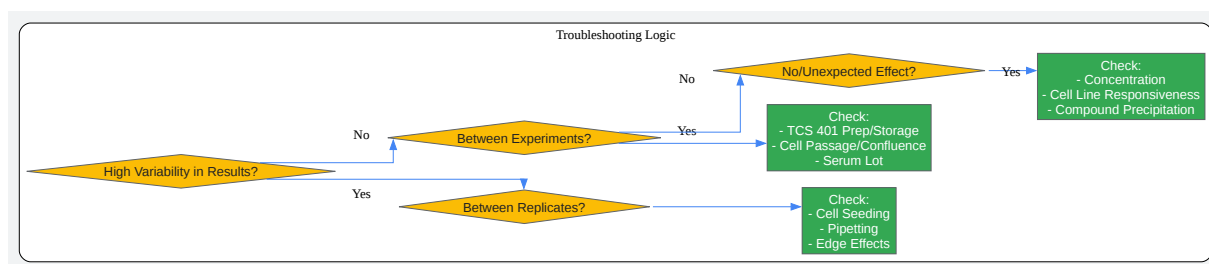 Troubleshooting Logic
No/Unexpected Effect?
No
Yes
Check:
- Concentration
- Cell Line Responsiveness
- Compound Precipitation
No
Between Experiments?
Yes
Check:
- TCS 401 Prep/Storage
- Cell Passage/Confluence
- Serum Lot
High Variability in Results?
Yes
Between Replicates?
Check:
- Cell Seeding
- Pipetting
- Edge Effects